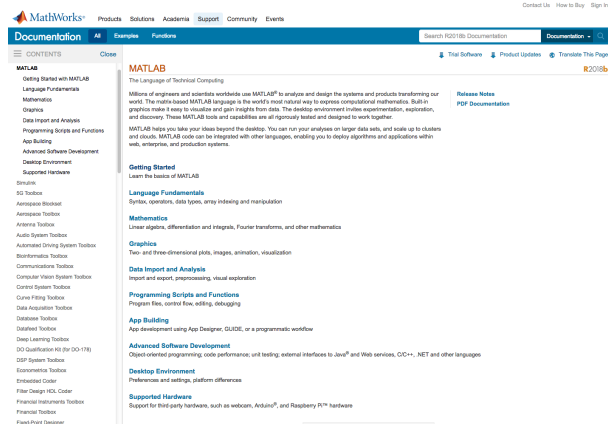 Contact Us How to Buy Sign In
MathWorks® Products Solutions Academia Support Community Events
Documentation All Examples Functions Search R2018b Documentation Documentation
CONTENTS Close
Trial Software Product Updates Translate This Page
MATLAB
Getting Started with MATLAB
Language Fundamentals
Mathematics
Graphics
Data Import and Analysis
Programming Scripts and Functions
App Building
Advanced Software Development
Desktop Environment
Supported Hardware
Simulink
5G Toolbox
Aerospace Blockset
Aerospace Toolbox
Antenna Toolbox
Audio System Toolbox
Automated Driving System Toolbox
Bioinformatics Toolbox
Communications Toolbox
Computer Vision System Toolbox
Control System Toolbox
Curve Fitting Toolbox
Data Acquisition Toolbox
Database Toolbox
Datafeed Toolbox
Deep Learning Toolbox
DO Qualification Kit (for DO-178)
DSP System Toolbox
Econometrics Toolbox
Embedded Coder
Filter Design HDL Coder
Financial Instruments Toolbox
Financial Toolbox
Fixed-Point Designer
MATLAB R2018b
The Language of Technical Computing
Millions of engineers and scientists worldwide use MATLAB® to analyze and design the systems and products transforming our
world. The matrix-based MATLAB language is the world's most natural way to express computational mathematics. Built-in
graphics make it easy to visualize and gain insights from data. The desktop environment invites experimentation, exploration,
and discovery. These MATLAB tools and capabilities are all rigorously tested and designed to work together.
MATLAB helps you take your ideas beyond the desktop. You can run your analyses on larger data sets, and scale up to clusters
and clouds. MATLAB code can be integrated with other languages, enabling you to deploy algorithms and applications within
web, enterprise, and production systems.
Release Notes
PDF Documentation
Getting Started
Learn the basics of MATLAB
Language Fundamentals
Syntax, operators, data types, array indexing and manipulation
Mathematics
Linear algebra, differentiation and integrals, Fourier transforms, and other mathematics
Graphics
Two- and three-dimensional plots, images, animation, visualization
Data Import and Analysis
Import and export, preprocessing, visual exploration
Programming Scripts and Functions
Program files, control flow, editing, debugging
App Building
App development using App Designer, GUIDE, or a programmatic workflow
Advanced Software Development
Object-oriented programming; code performance; unit testing; external interfaces to Java® and Web services, C/C++, .NET and other languages
Desktop Environment
Preferences and settings, platform differences
Supported Hardware
Support for third-party hardware, such as webcam, Arduino®, and Raspberry Pi™ hardware